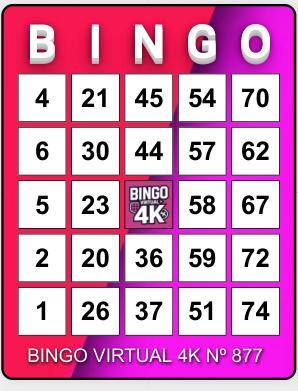 B I N G O
4 21 45 54 70
6 30 44 57 62
5 23 BINGO VIRTUAL 4K 58 67
2 20 36 59 72
1 26 37 51 74
BINGO VIRTUAL 4K Nº 877